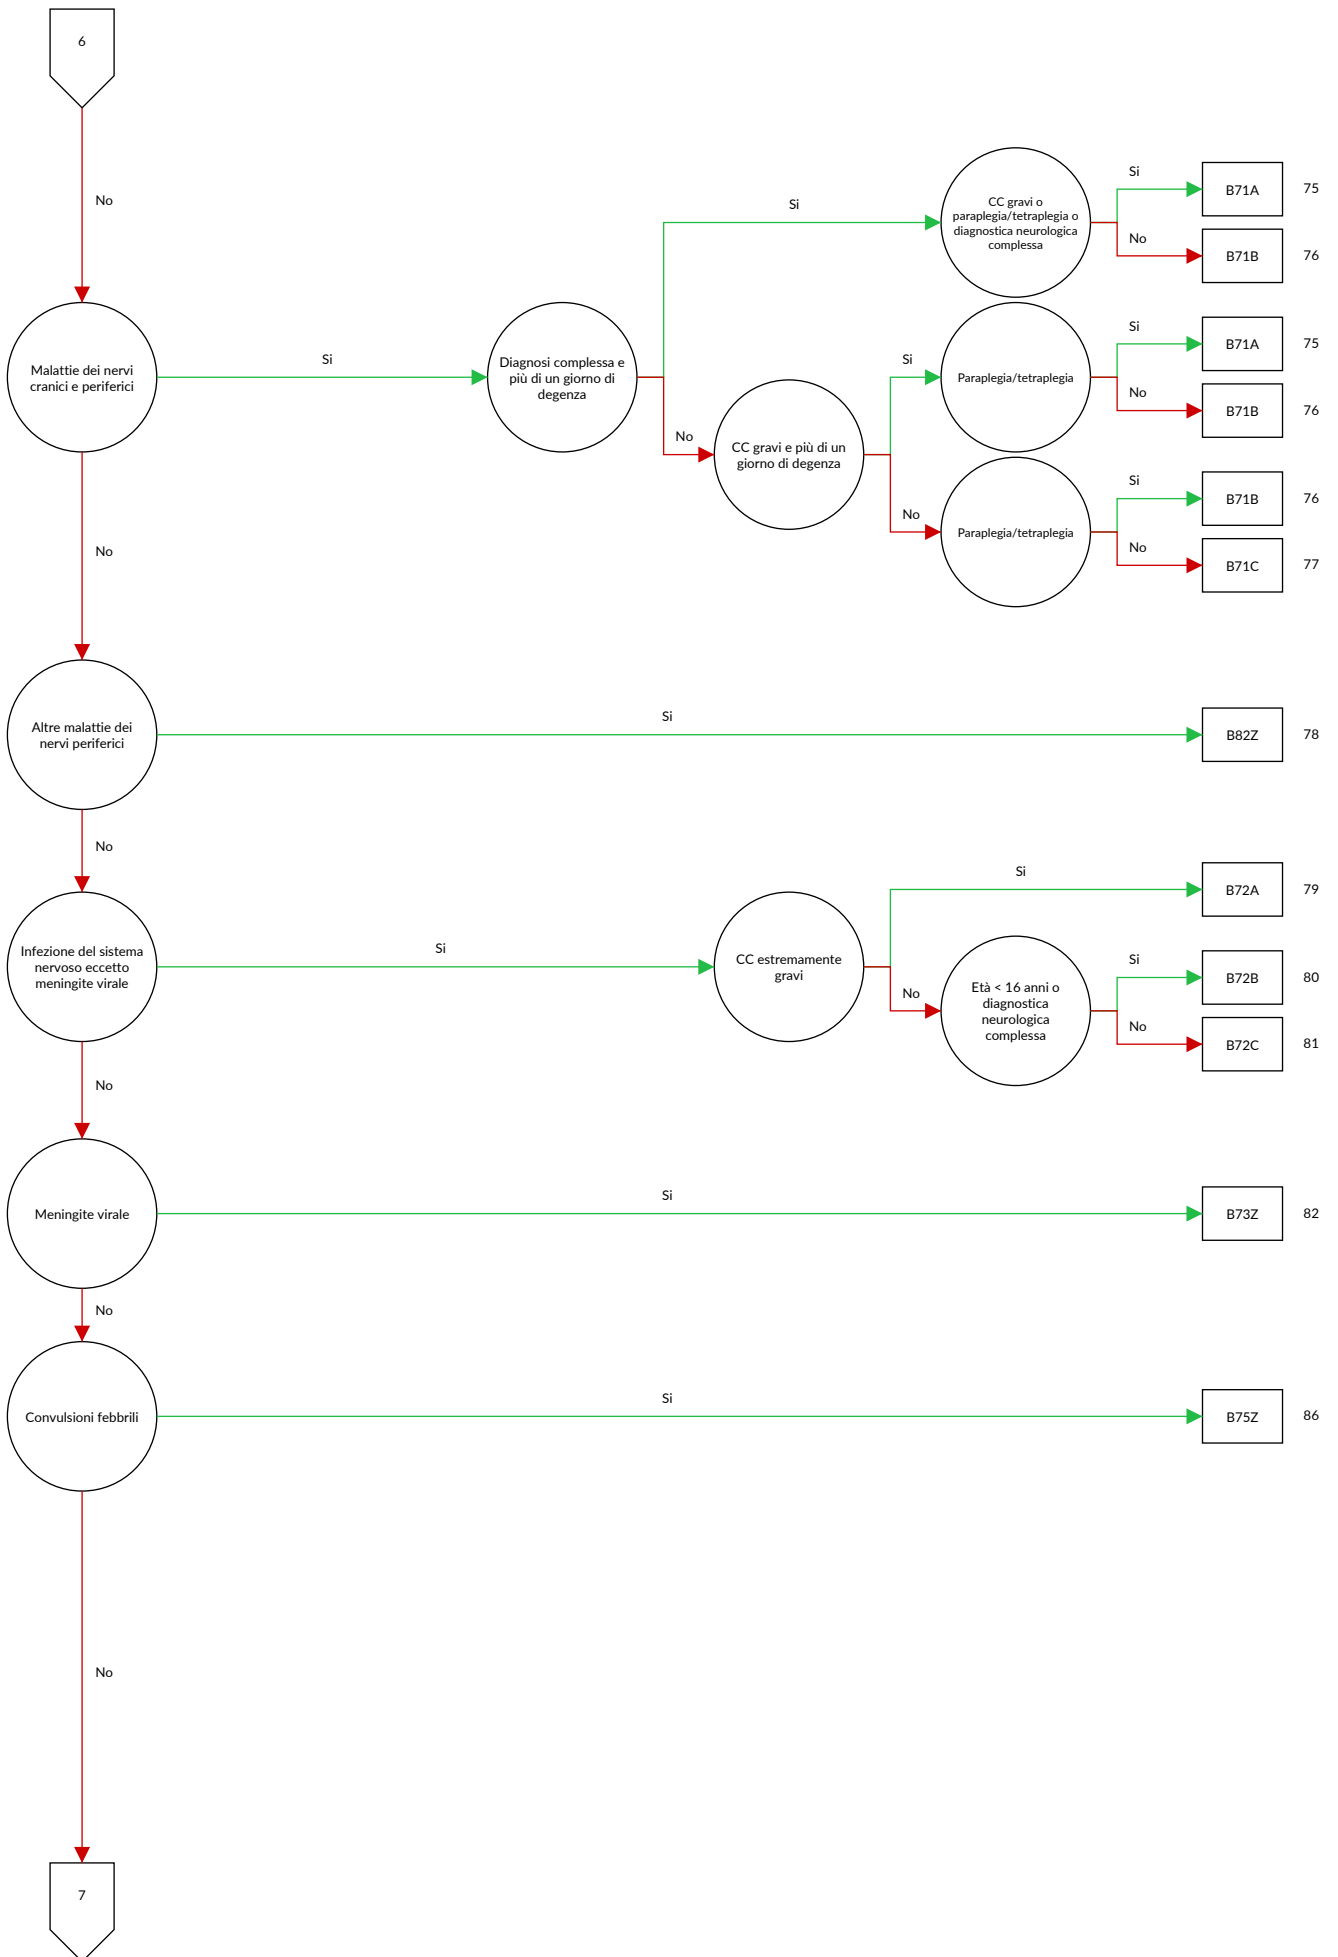 6
No
Malattie dei nervi
cranici e periferici
Si
Diagnosi complessa e
più di un giorno di
degenza
Si
CC gravi o
paraplegia/tetraplegia o
diagnostica neurologica
complessa
Si
B71A
75
No
B71B
76
No
CC gravi e più di un
giorno di degenza
Si
Paraplegia/tetraplegia
Si
B71A
75
No
B71B
76
No
Paraplegia/tetraplegia
Si
B71B
76
No
B71C
77
No
Altre malattie dei
nervi periferici
Si
B82Z
78
No
Infezione del sistema
nervoso eccetto
meningite virale
Si
CC estremamente
gravi
Si
B72A
79
No
Età < 16 anni o
diagnostica
neurologica
complessa
Si
B72B
80
No
B72C
81
No
Meningite virale
Si
B73Z
82
No
Convulsioni febbrili
Si
B75Z
86
No
7